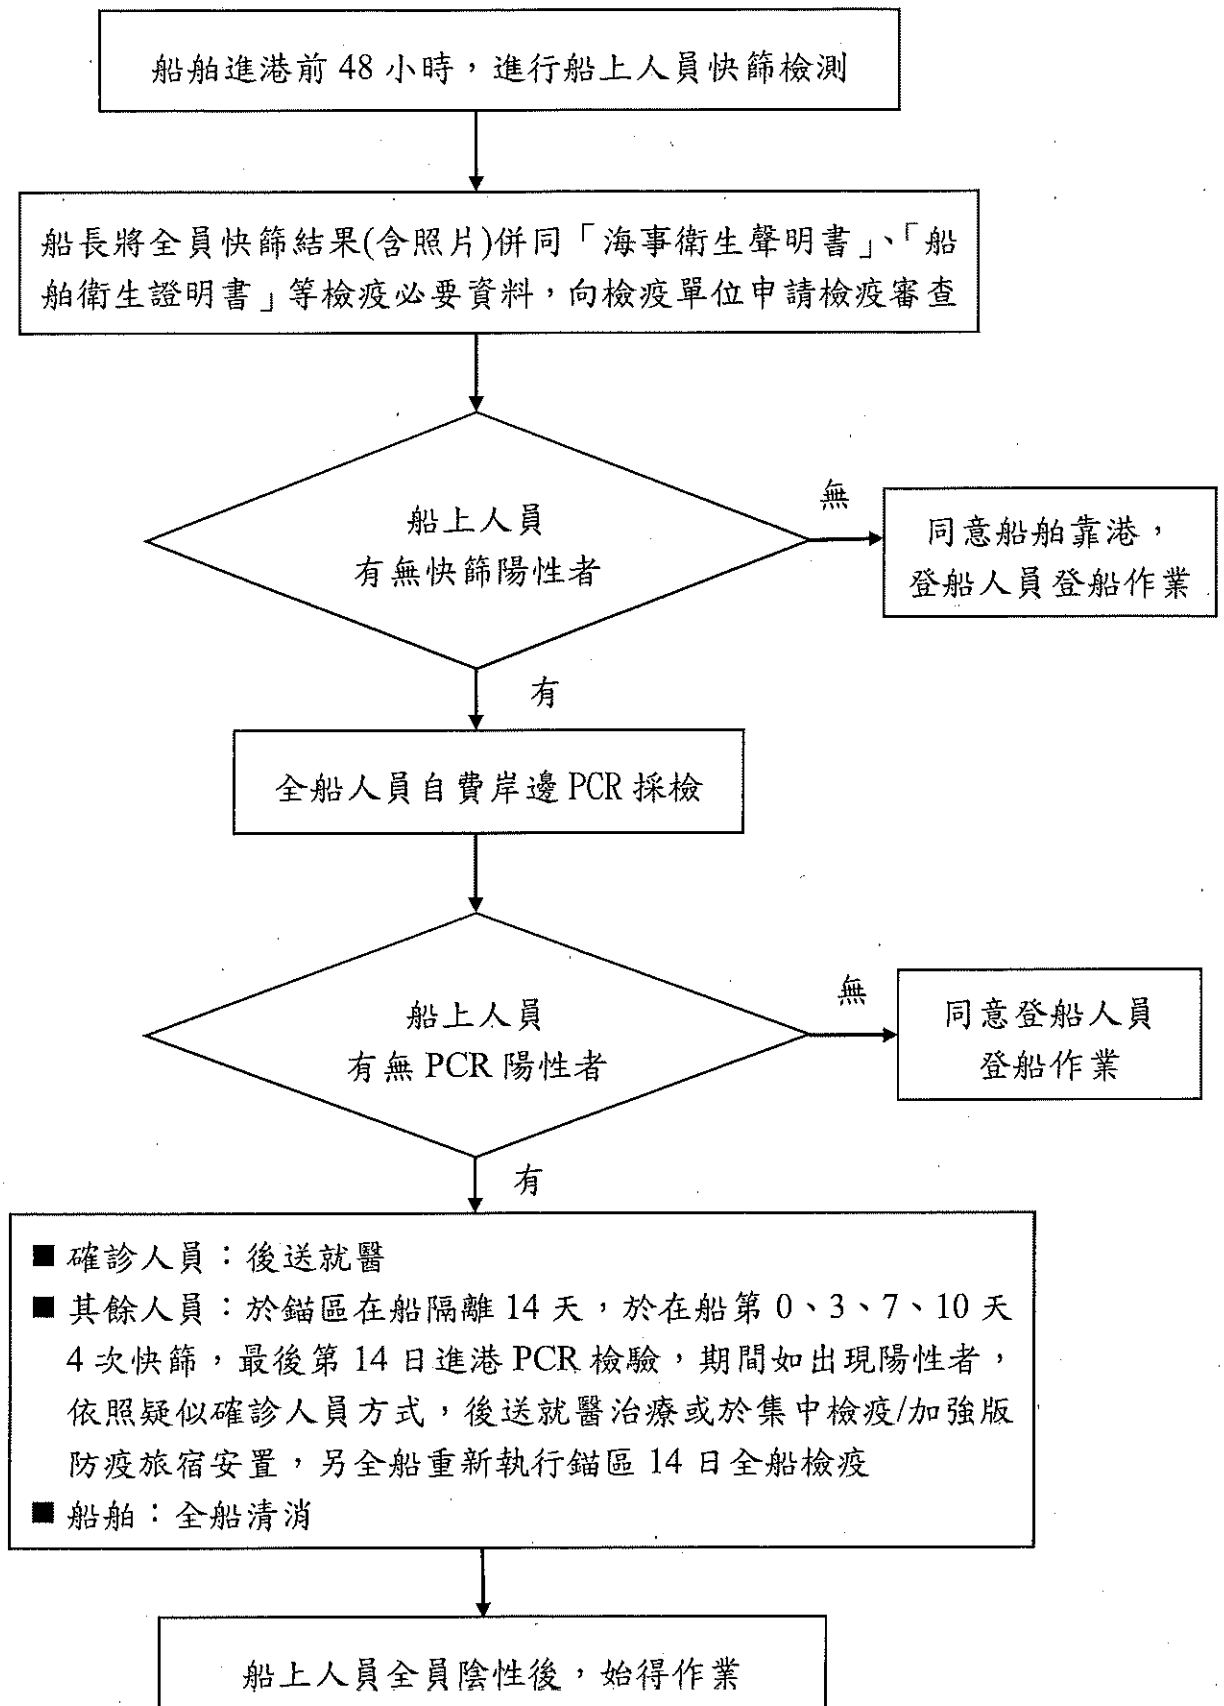 船舶進港前 48 小時，進行船上人員快篩檢測
船長將全員快篩結果(含照片)併同「海事衛生聲明書」、「船
舶衛生證明書」等檢疫必要資料，向檢疫單位申請檢疫審查
船上人員
有無快篩陽性者
無
同意船舶靠港，
登船人員登船作業
有
全船人員自費岸邊 PCR 採檢
船上人員
有無 PCR 陽性者
無
同意登船人員
登船作業
有
■ 確診人員：後送就醫
■ 其餘人員：於錨區在船隔離 14 天，於在船第 0、3、7、10 天
4 次快篩，最後第 14 日進港 PCR 檢驗，期間如出現陽性者，
依照疑似確診人員方式，後送就醫治療或於集中檢疫/加強版
防疫旅宿安置，另全船重新執行錨區 14 日全船檢疫
■ 船舶：全船清消
船上人員全員陰性後，始得作業